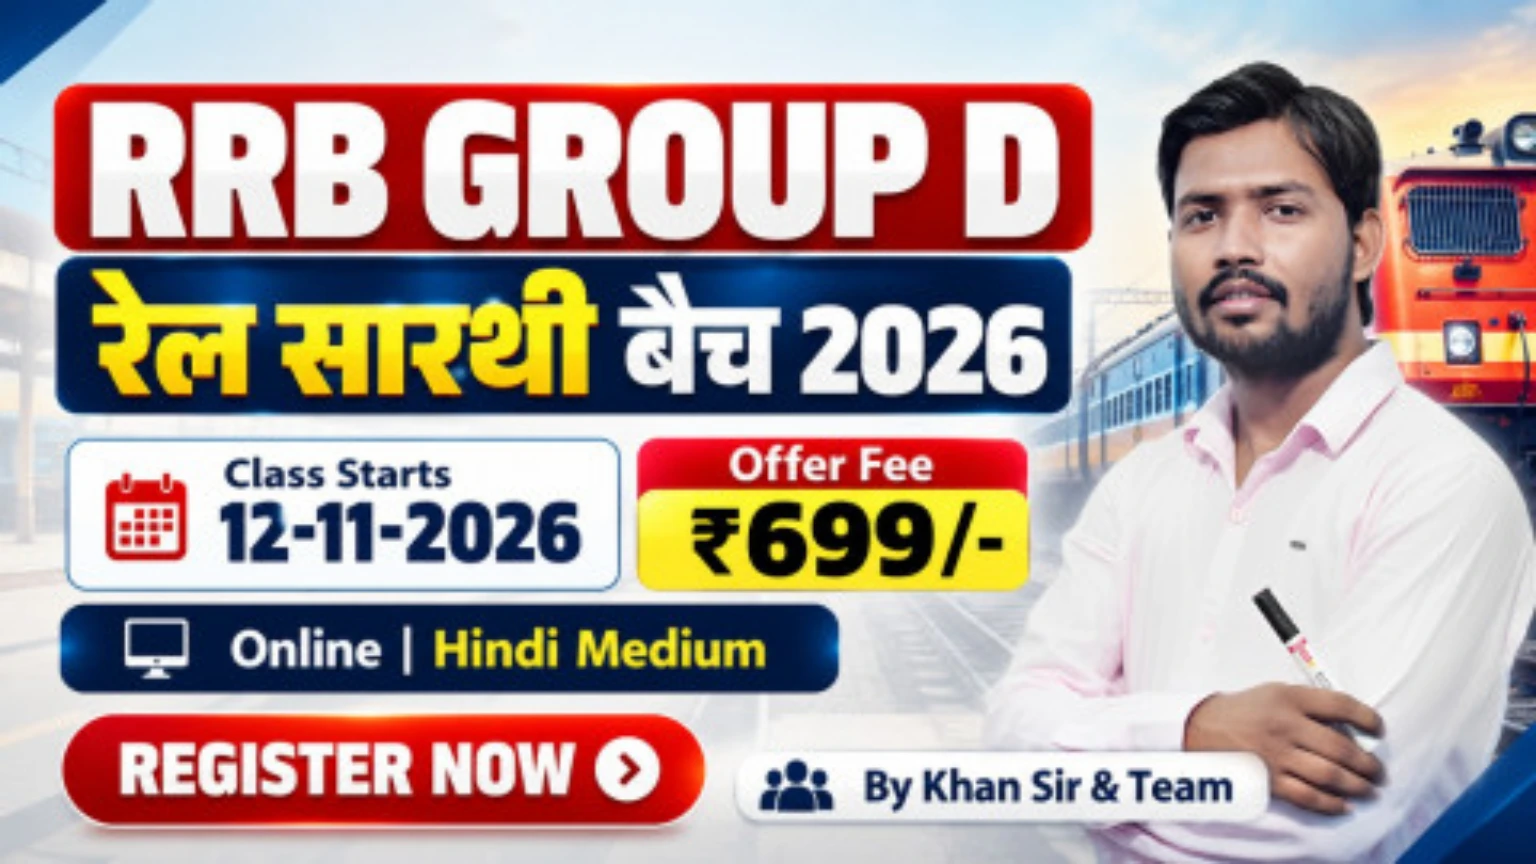 RRB GROUP D
रेल सारथी बैच 2026
Class Starts
12-11-2026
Offer Fee
₹699/-
Online | Hindi Medium
REGISTER NOW
By Khan Sir & Team